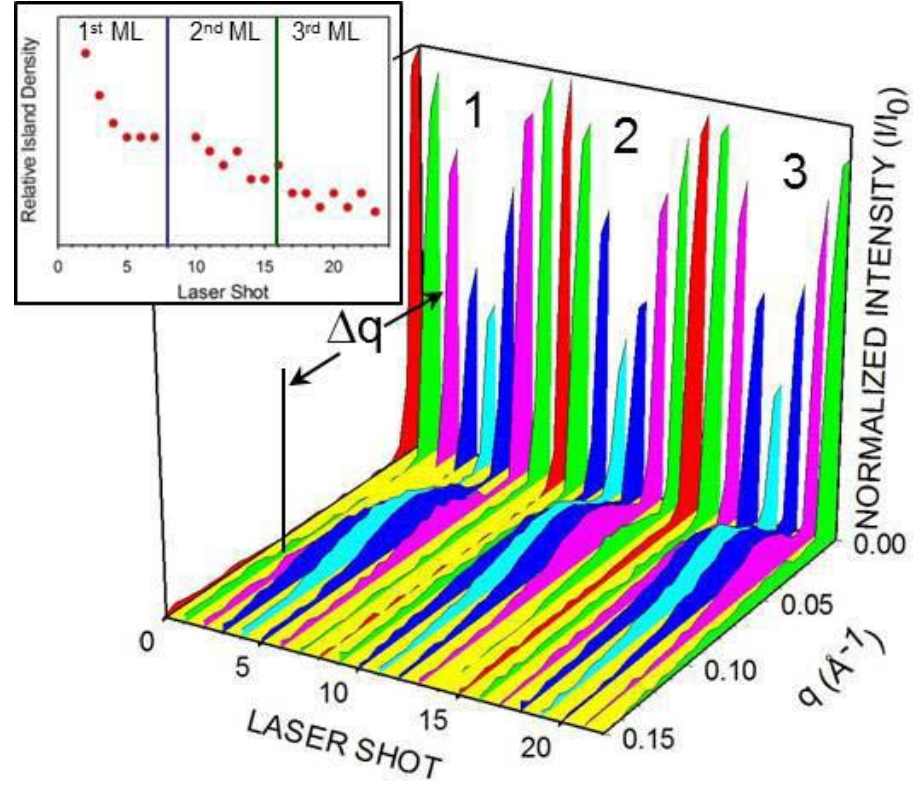 1st ML 2nd ML 3rd ML
Relative Island Density
0 5 10 15 20
Laser Shot
1
2
3
Δq
NORMALIZED INTENSITY (I/I0)
0.00
0.05
0.10
0.15
q (Å-1)
0
5
10
15
20
LASER SHOT